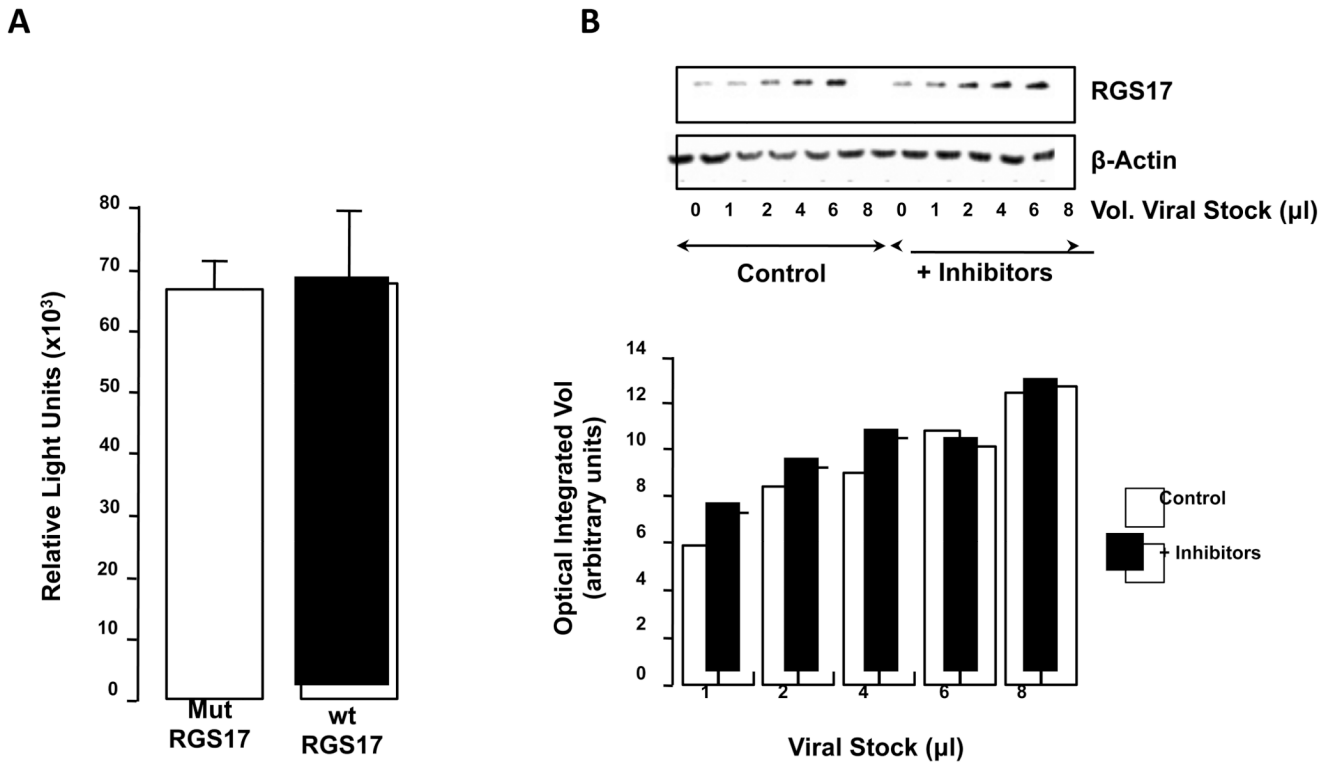 A
B
RGS17
β-Actin
0 1 2 4 6 8 0 1 2 4 6 8 Vol. Viral Stock (µl)
Control
+ Inhibitors
Relative Light Units (x10³)
80
70
60
50
40
30
20
10
0
Mut
RGS17
wt
RGS17
Optical Integrated Vol
(arbitrary units)
14
12
10
8
6
4
2
0
1 2 4 6 8
Viral Stock (µl)
Control
+ Inhibitors